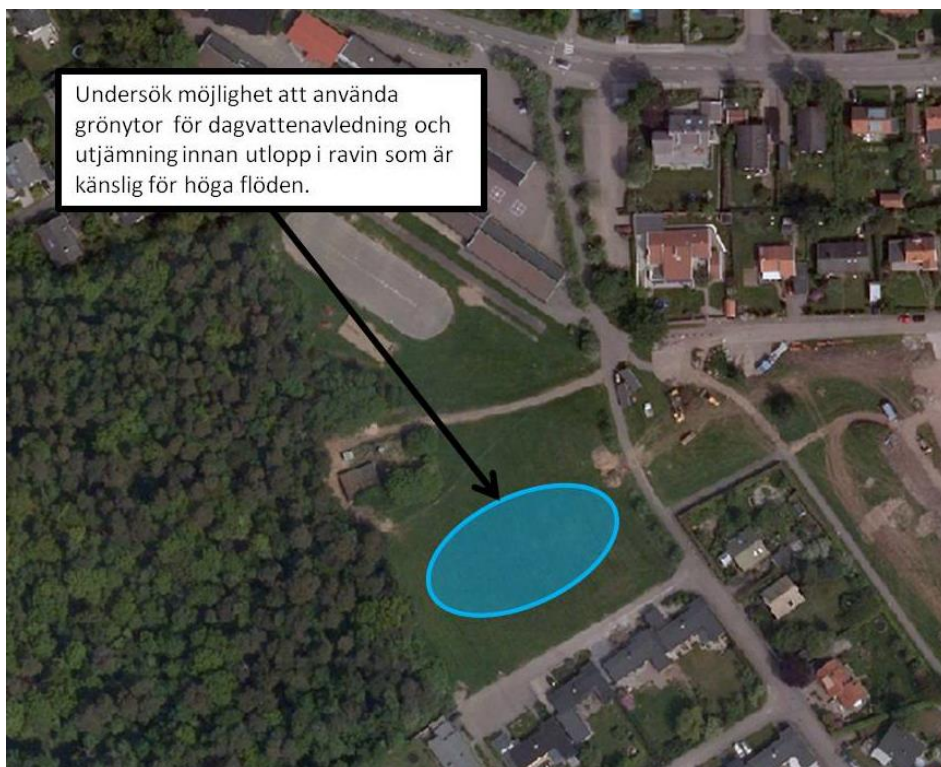 Undersök möjlighet att använda
grönytor för dagvattenavledning och
utjämning innan utlopp i ravin som är
känslig för höga flöden.